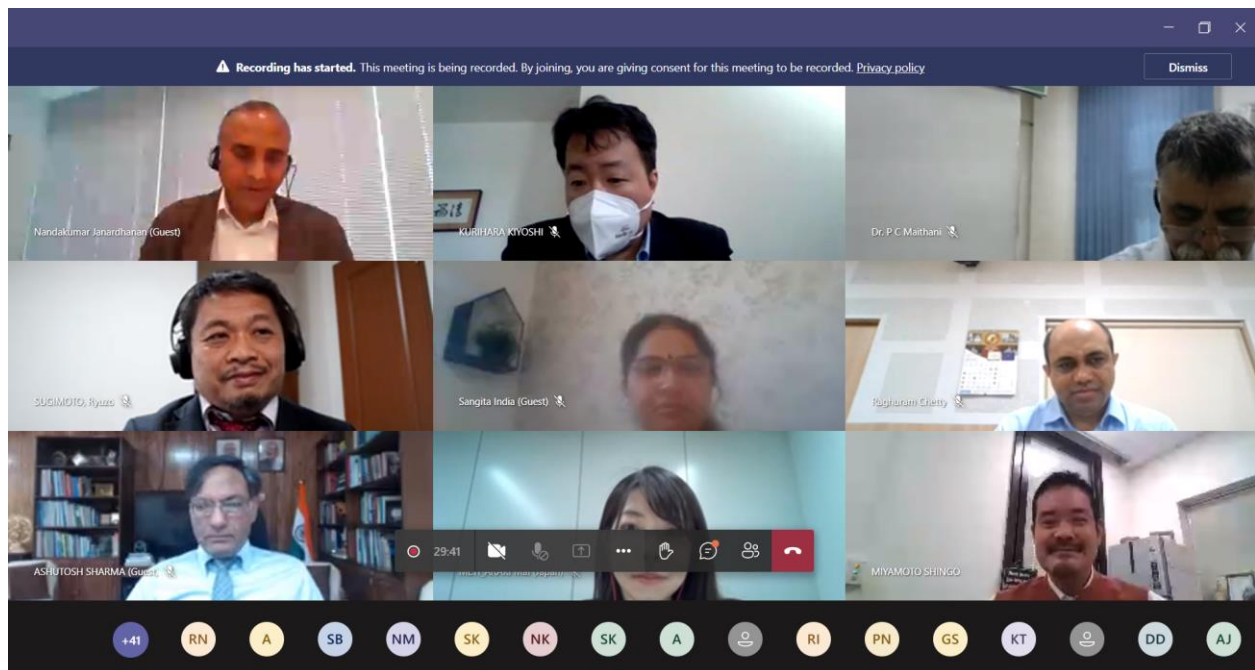 Recording has started. This meeting is being recorded. By joining, you are giving consent for this meeting to be recorded. Privacy policy
Dismiss
Nandakumar Janardhanan (Guest)
KURIHARA KIYOSHI
Dr. P C Maithani
SUGIMOTO, Ryuzo
Sangita India (Guest)
Raghuram Chetty
ASHUTOSH SHARMA (Guest)
29:41
MIYAMOTO SHINGO
+41
RN
A
SB
NM
SK
NK
SK
A
RI
PN
GS
KT
DD
AJ